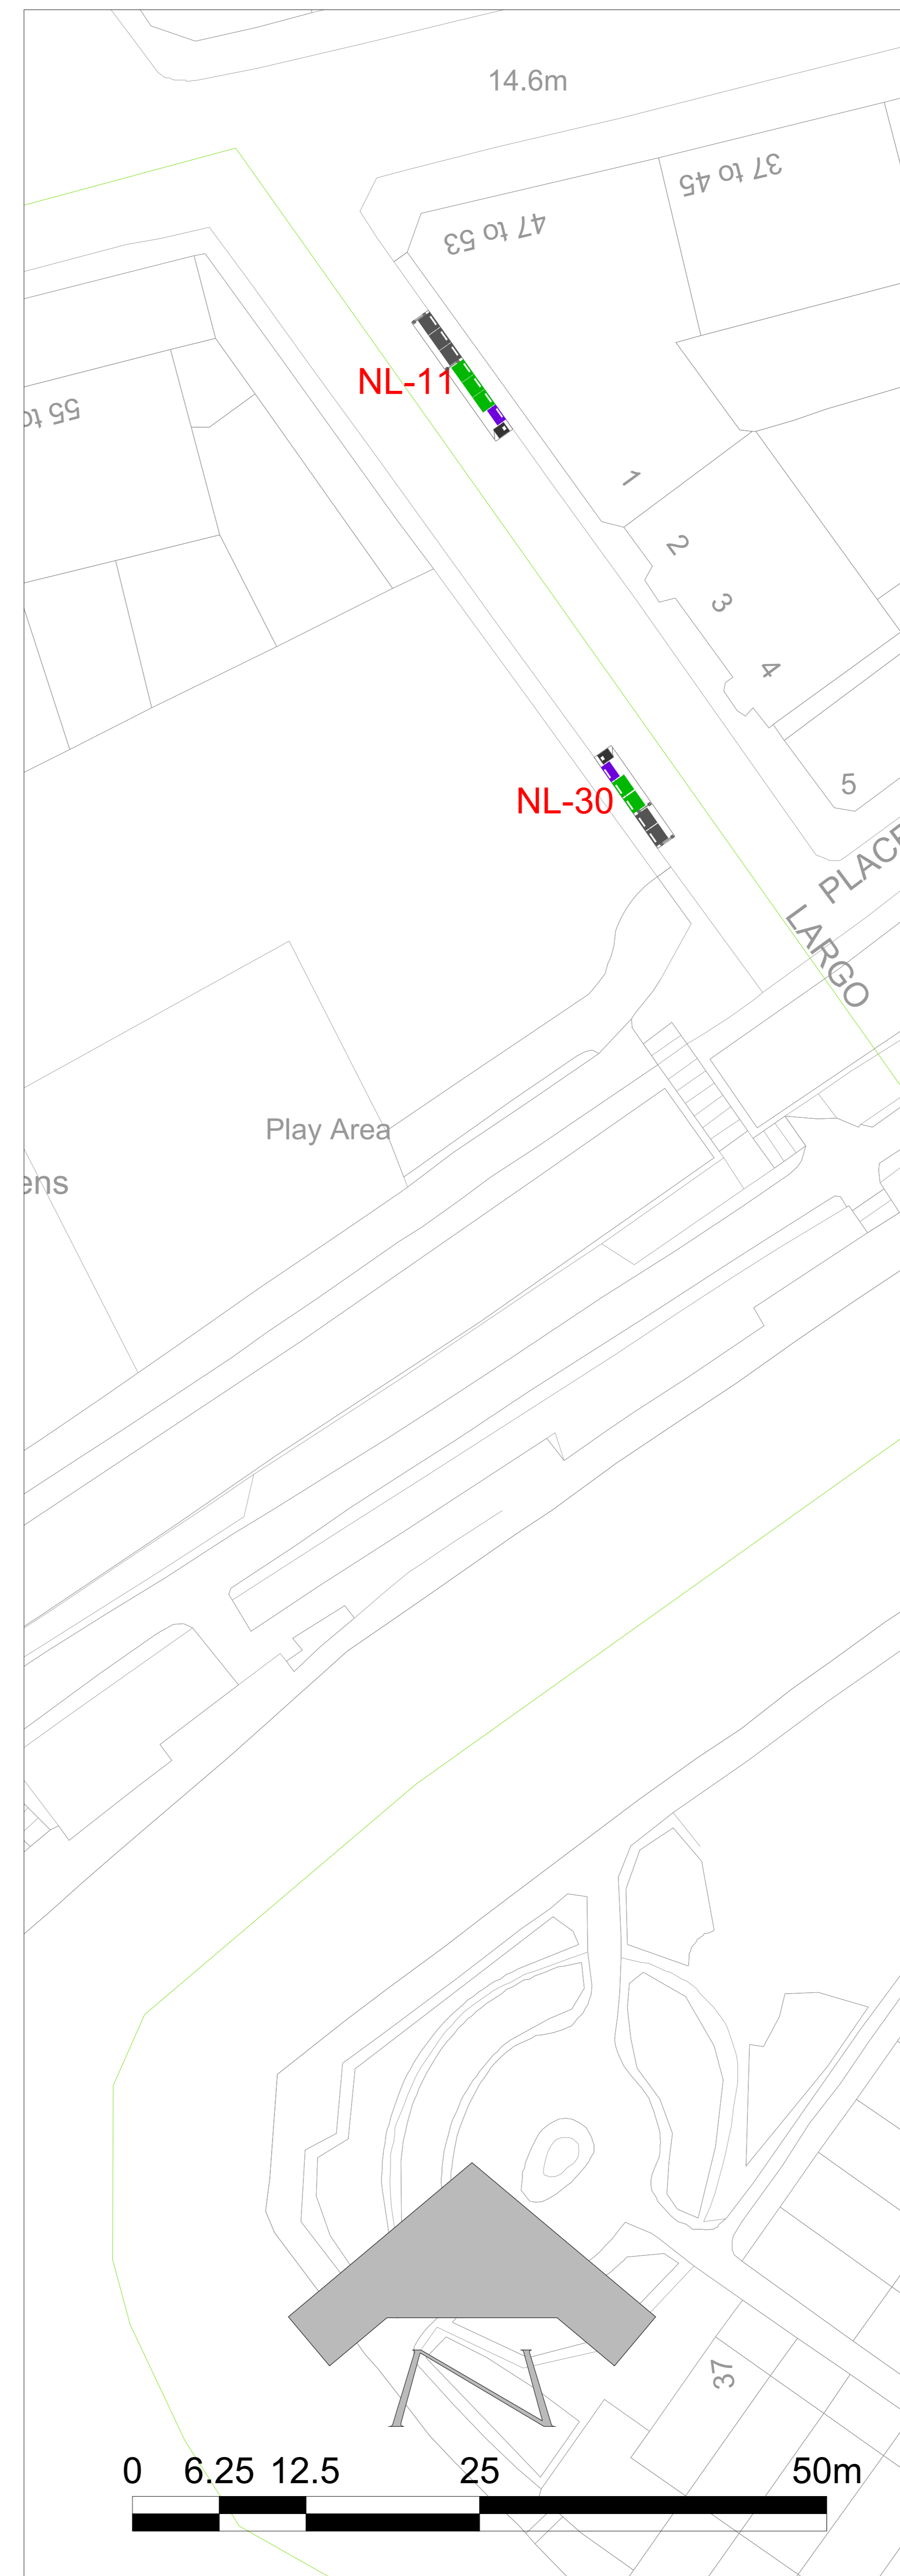 14.6m
37 to 45
47 to 53
NL-11
55 to
1
2
3
4
NL-30
5
PLACE
LARGO
Play Area
ens
37
N
0 6.25 12.5 25 50m